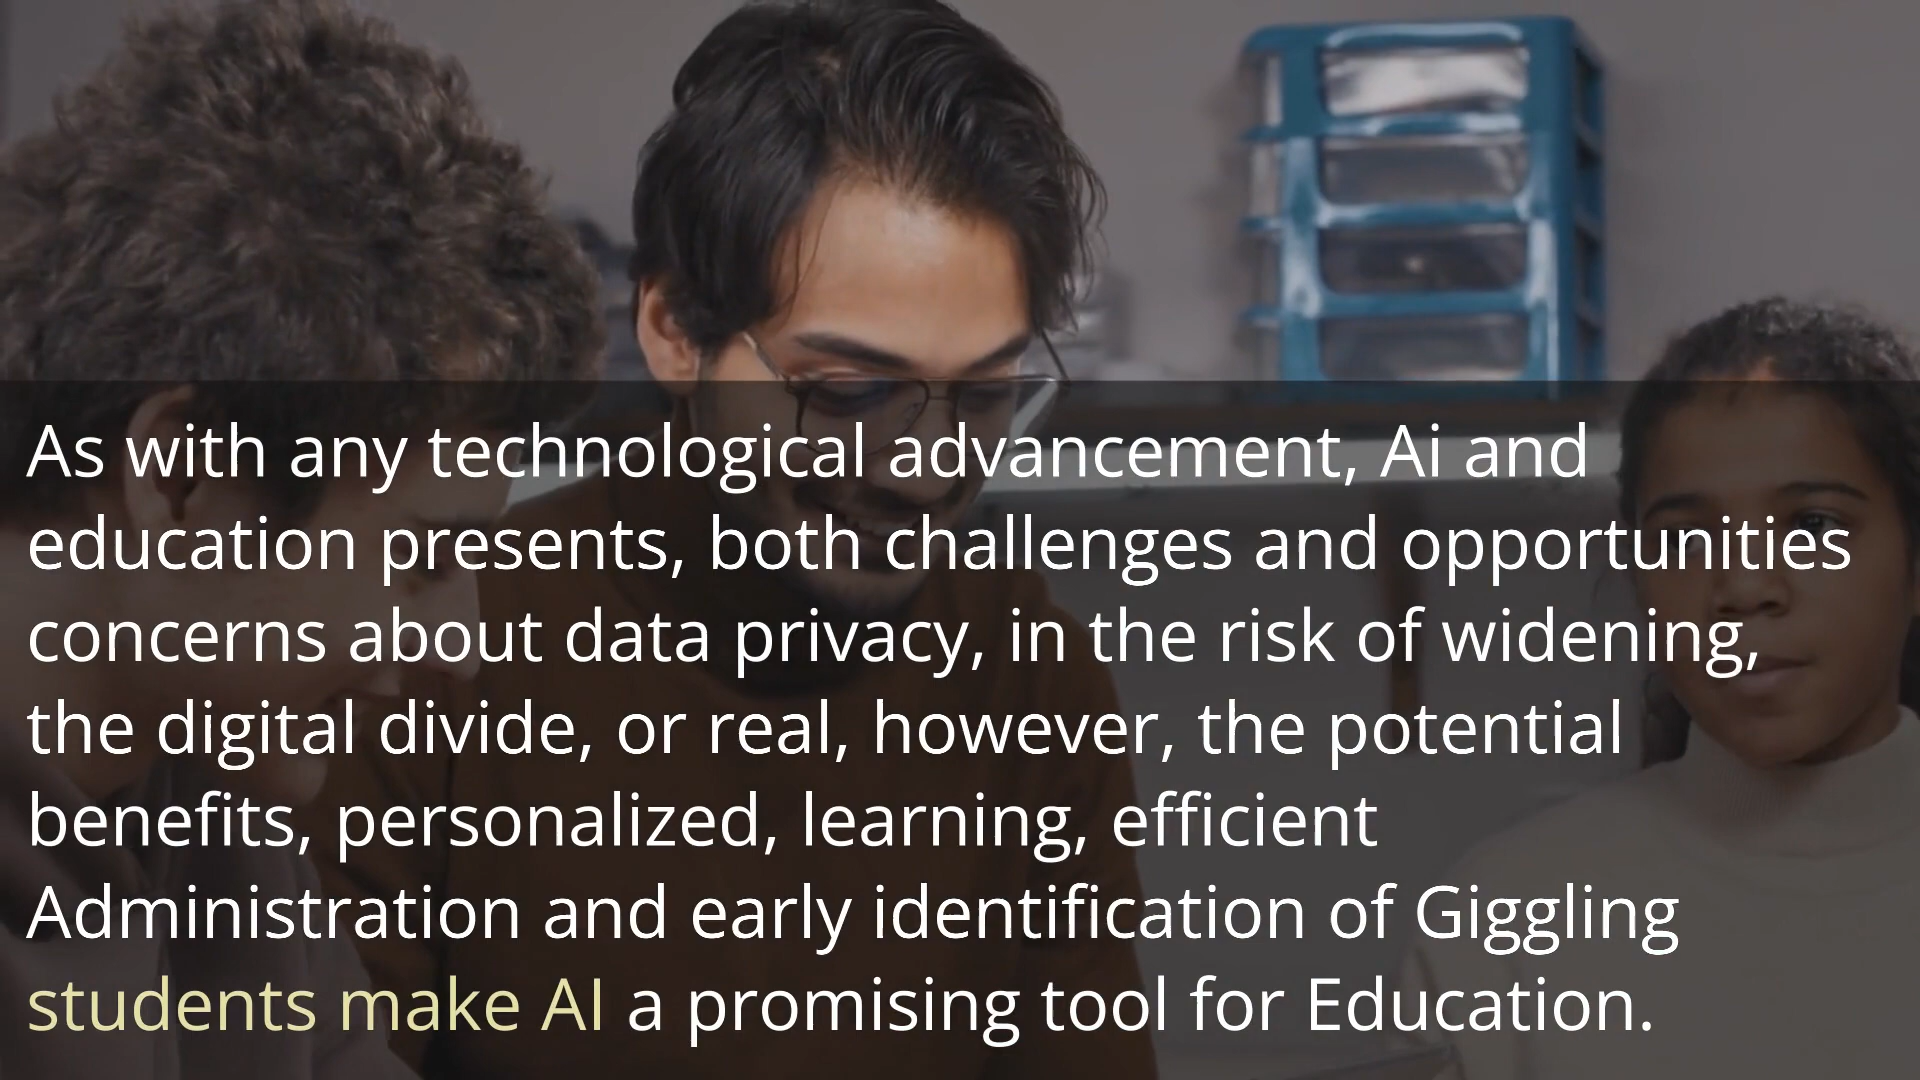 As with any technological advancement, Ai and
education presents, both challenges and opportunities
concerns about data privacy, in the risk of widening,
the digital divide, or real, however, the potential
benefits, personalized, learning, efficient
Administration and early identification of Giggling
students make AI a promising tool for Education.